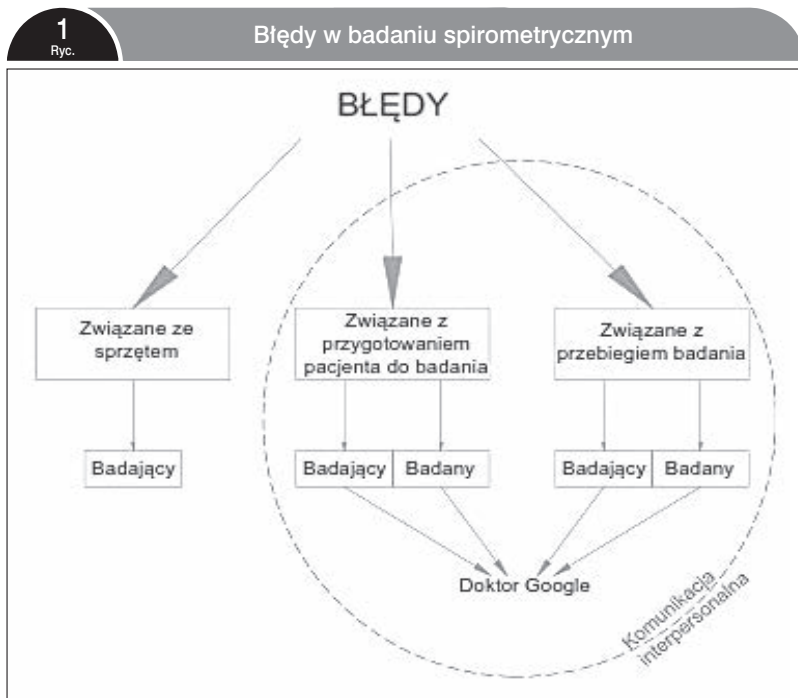 1
Ryc.
Błędy w badaniu spirometrycznym
BŁĘDY
Związane ze
sprzętem
Związane z
przygotowaniem
pacjenta do badania
Związane z
przebiegiem badania
Badający
Badający
Badany
Badający
Badany
Doktor Google
Komunikacja
interpersonalna